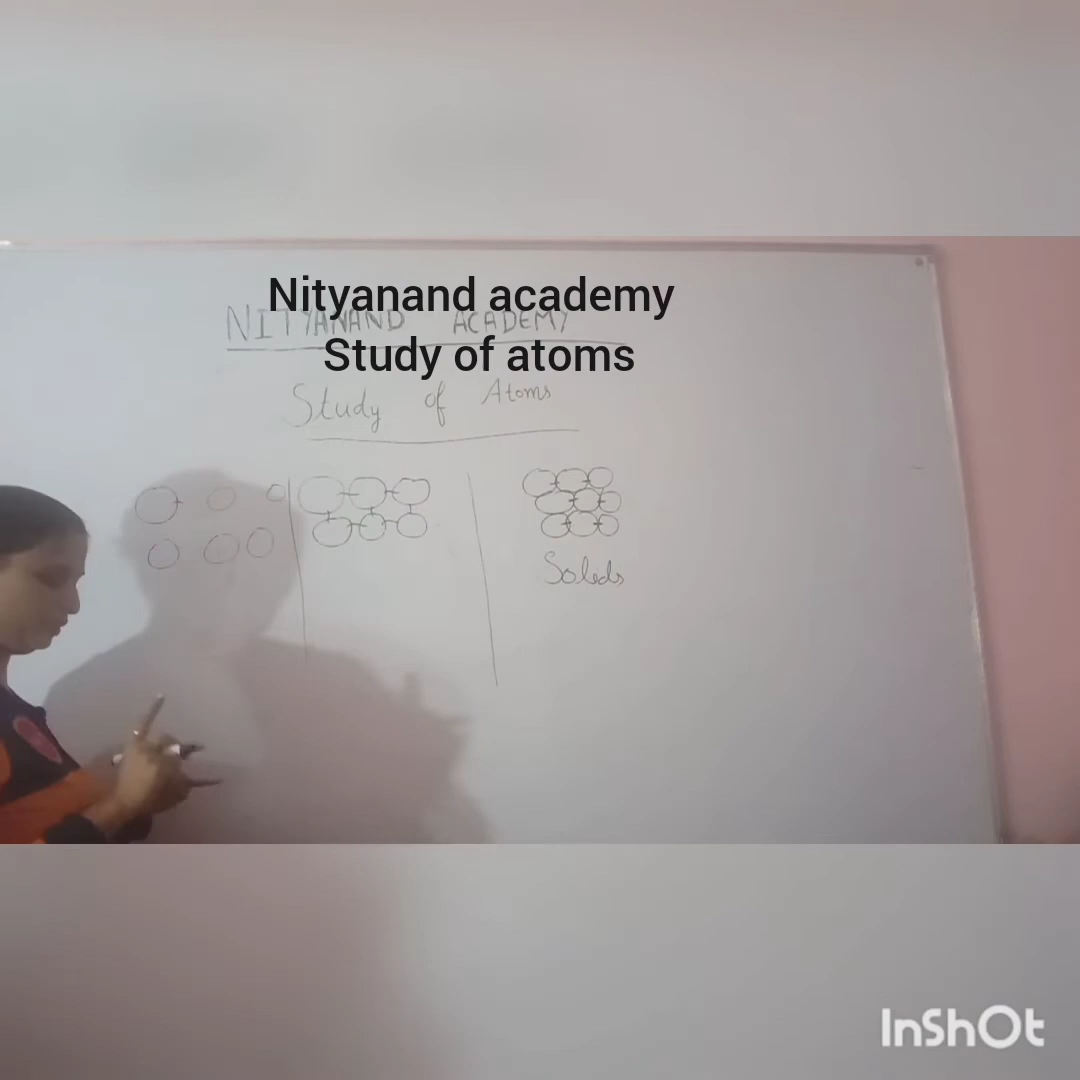 Nityanand academy
NITYANAND ACADEMY
Study of atoms
Study of Atoms
Solids
InShOt